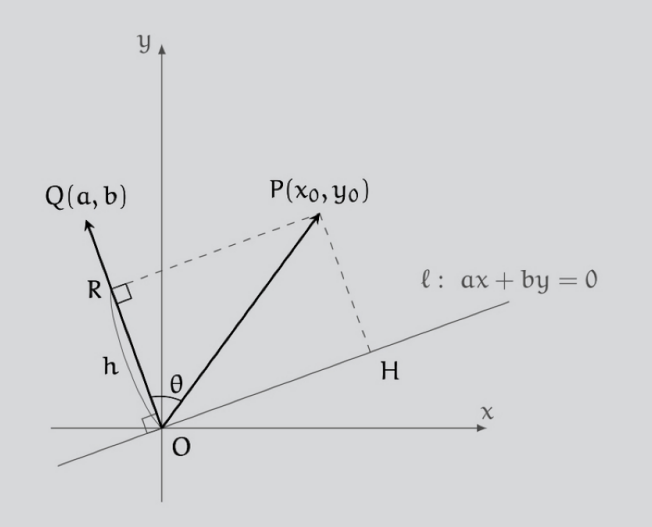 y
Q(a, b)
P(x₀, y₀)
R
ℓ : ax + by = 0
h
θ
H
x
O